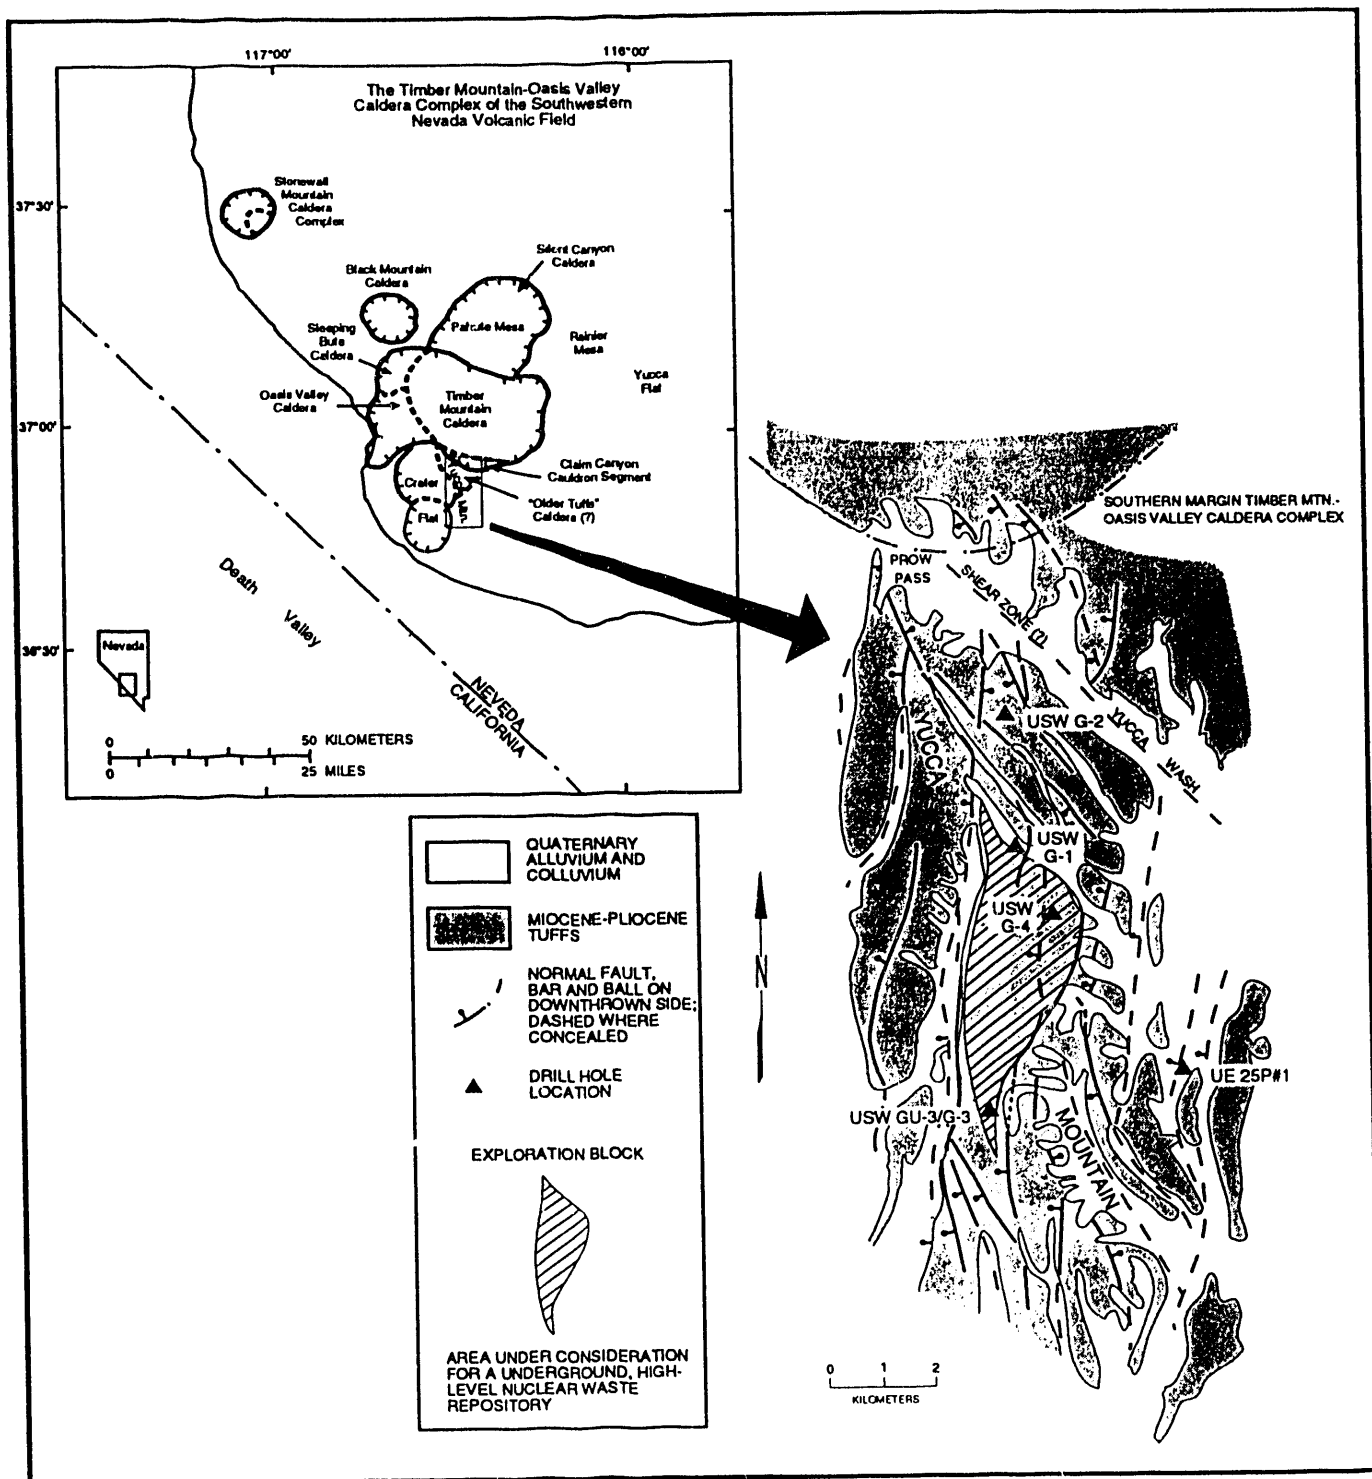 117°00'
116°00'
The Timber Mountain-Oasis Valley
Caldera Complex of the Southwestern
Nevada Volcanic Field
37°30'
Stonewall
Mountain
Caldera
Complex
Silent Canyon
Caldera
Black Mountain
Caldera
Pahute Mesa
Rainier
Mesa
Sleeping
Bute
Caldera
Yucca
Flat
Oasis Valley
Caldera
Timber
Mountain
Caldera
37°00'
Claim Canyon
Cauldron Segment
Crater
Flat
"Older Tuffs"
Caldera (?)
Death
Valley
36°30'
Nevada
NEVADA
CALIFORNIA
0 50 KILOMETERS
0 25 MILES
SOUTHERN MARGIN TIMBER MTN.-
OASIS VALLEY CALDERA COMPLEX
PROW
PASS
SHEAR ZONE (?)
YUCCA WASH
USW G-2
YUCCA
USW
G-1
USW
G-4
UE 25P#1
USW GU-3/G-3
MOUNTAIN
0 1 2
KILOMETERS
N
QUATERNARY
ALLUVIUM AND
COLLUVIUM
MIOCENE-PLIOCENE
TUFFS
NORMAL FAULT,
BAR AND BALL ON
DOWNTHROWN SIDE;
DASHED WHERE
CONCEALED
DRILL HOLE
LOCATION
EXPLORATION BLOCK
AREA UNDER CONSIDERATION
FOR A UNDERGROUND, HIGH-
LEVEL NUCLEAR WASTE
REPOSITORY